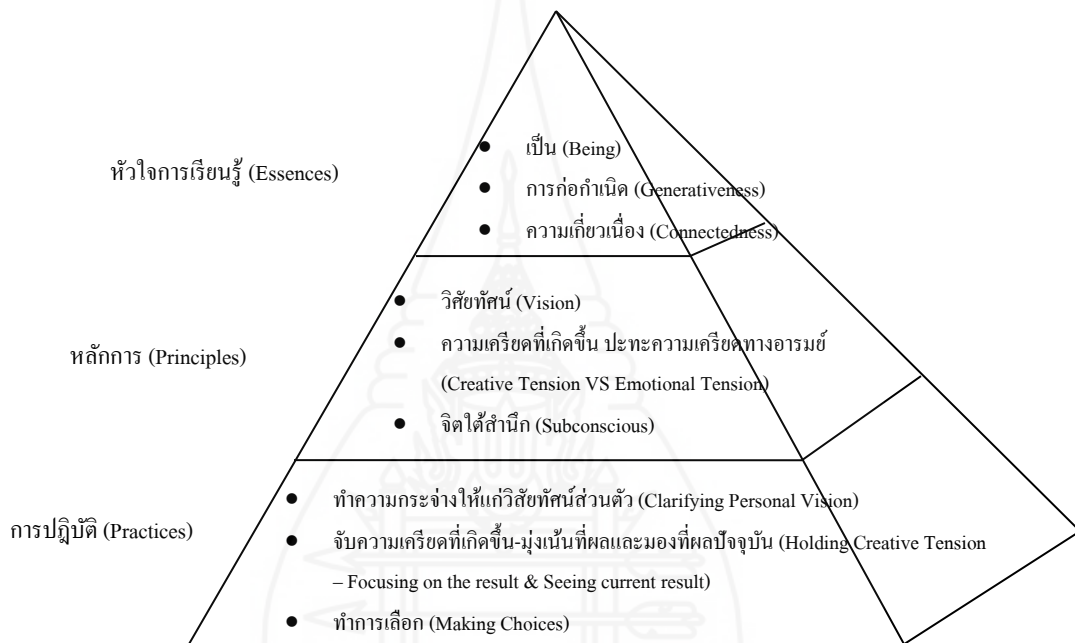 หัวใจการเรียนรู้ (Essences)
● เป็น (Being)
● การก่อกำเนิด (Generativeness)
● ความเกี่ยวเนื่อง (Connectedness)
หลักการ (Principles)
● วิสัยทัศน์ (Vision)
● ความเครียดที่เกิดขึ้น ปะทะความเครียดทางอารมย์
(Creative Tension VS Emotional Tension)
● จิตใต้สำนึก (Subconscious)
การปฏิบัติ (Practices)
● ทำความกระจ่างให้แก่วิสัยทัศน์ส่วนตัว (Clarifying Personal Vision)
● จับความเครียดที่เกิดขึ้น-มุ่งเน้นที่ผลและมองที่ผลปัจจุบัน (Holding Creative Tension
– Focusing on the result & Seeing current result)
● ทำการเลือก (Making Choices)